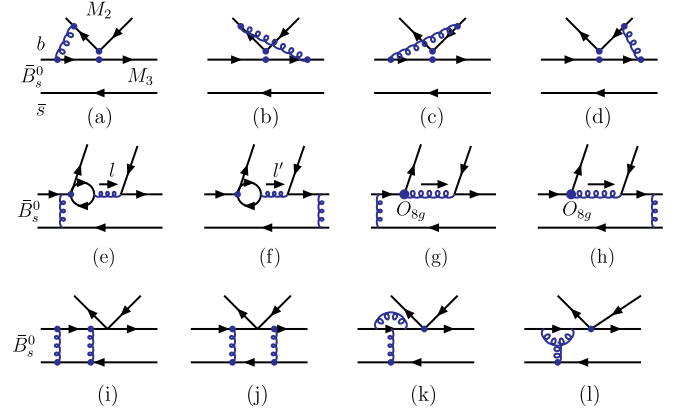 M₂
b
B̄⁰ₛ M₃
s̄
(a) (b) (c) (d)
l l′
B̄⁰ₛ O₈g O₈g
(e) (f) (g) (h)
B̄⁰ₛ
(i) (j) (k) (l)